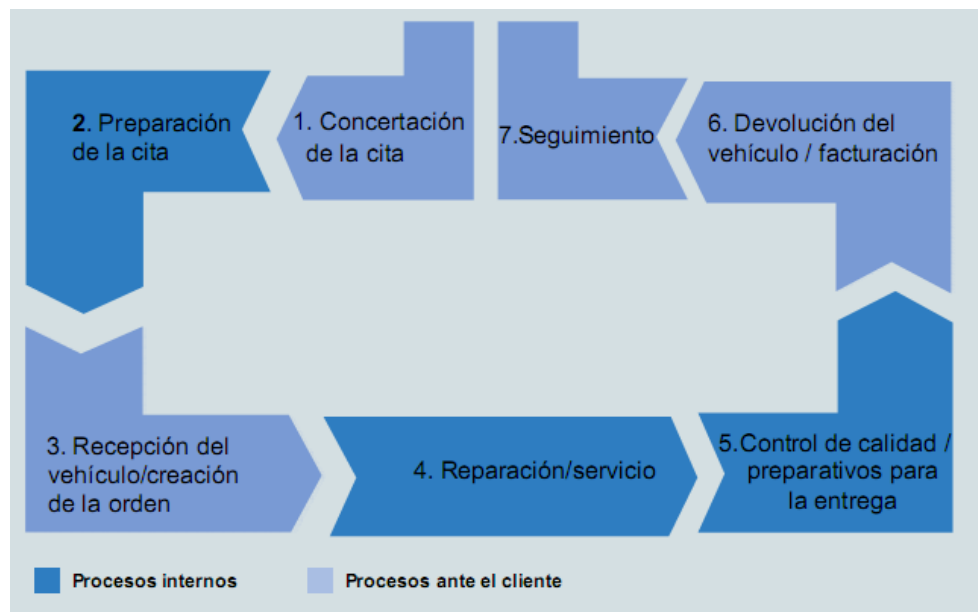 1. Concertación
de la cita
2. Preparación
de la cita
3. Recepción del
vehículo/creación
de la orden
4. Reparación/servicio
5.Control de calidad /
preparativos para
la entrega
6. Devolución del
vehículo / facturación
7.Seguimiento
Procesos internos
Procesos ante el cliente